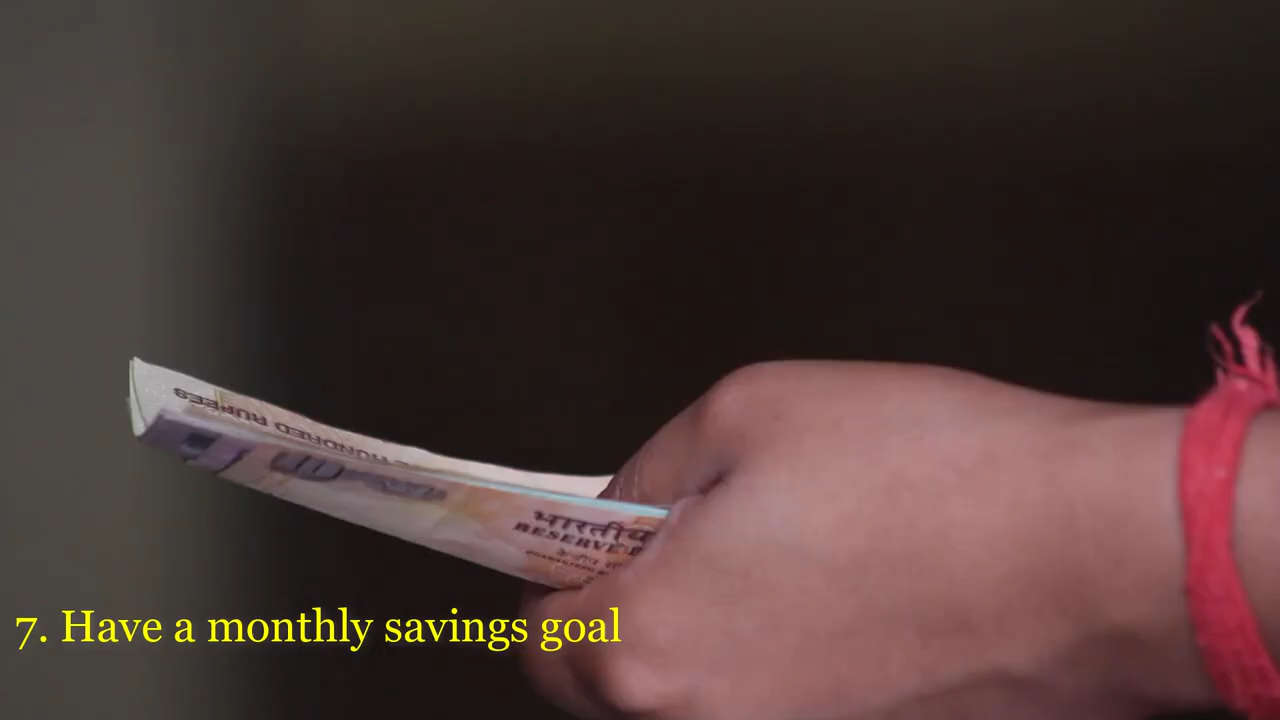 HUNDRED RUPEES
भारतीय
RESERVE
7. Have a monthly savings goal